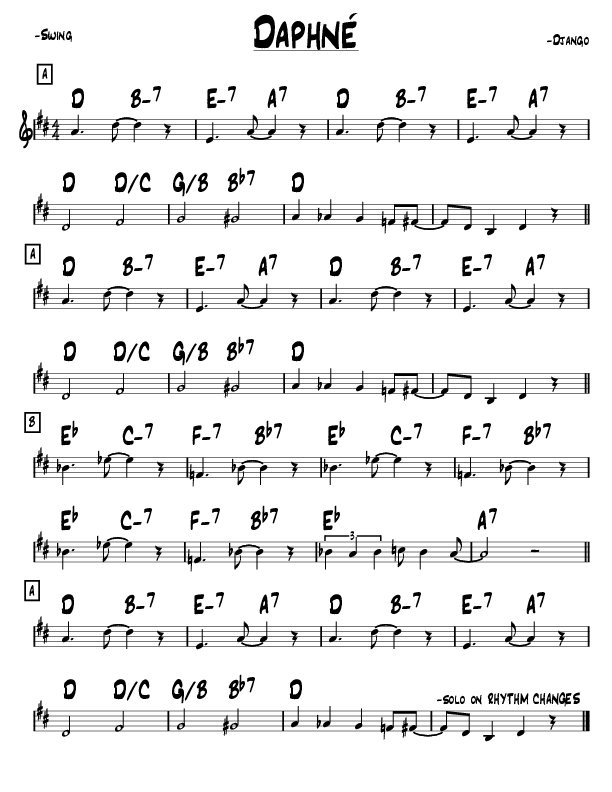 Daphné
-Swing
-Django
A
D B-7 E-7 A7 D B-7 E-7 A7
4
4
D D/C G/B B♭7 D
A
D B-7 E-7 A7 D B-7 E-7 A7
D D/C G/B B♭7 D
B
E♭ C-7 F-7 B♭7 E♭ C-7 F-7 B♭7
E♭ C-7 F-7 B♭7 E♭ A7
3
A
D B-7 E-7 A7 D B-7 E-7 A7
D D/C G/B B♭7 D
-solo on RHYTHM CHANGES